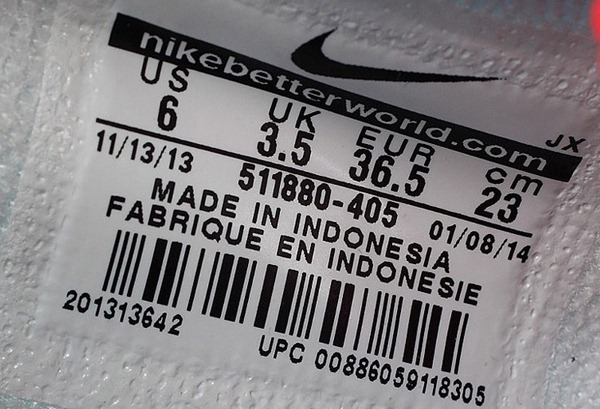 nikebetterworld.com
JX
US UK EUR cm
6 3.5 36.5 23
11/13/13 511880-405 01/08/14
MADE IN INDONESIA
FABRIQUE EN INDONESIE
201313642
UPC 00886059118305